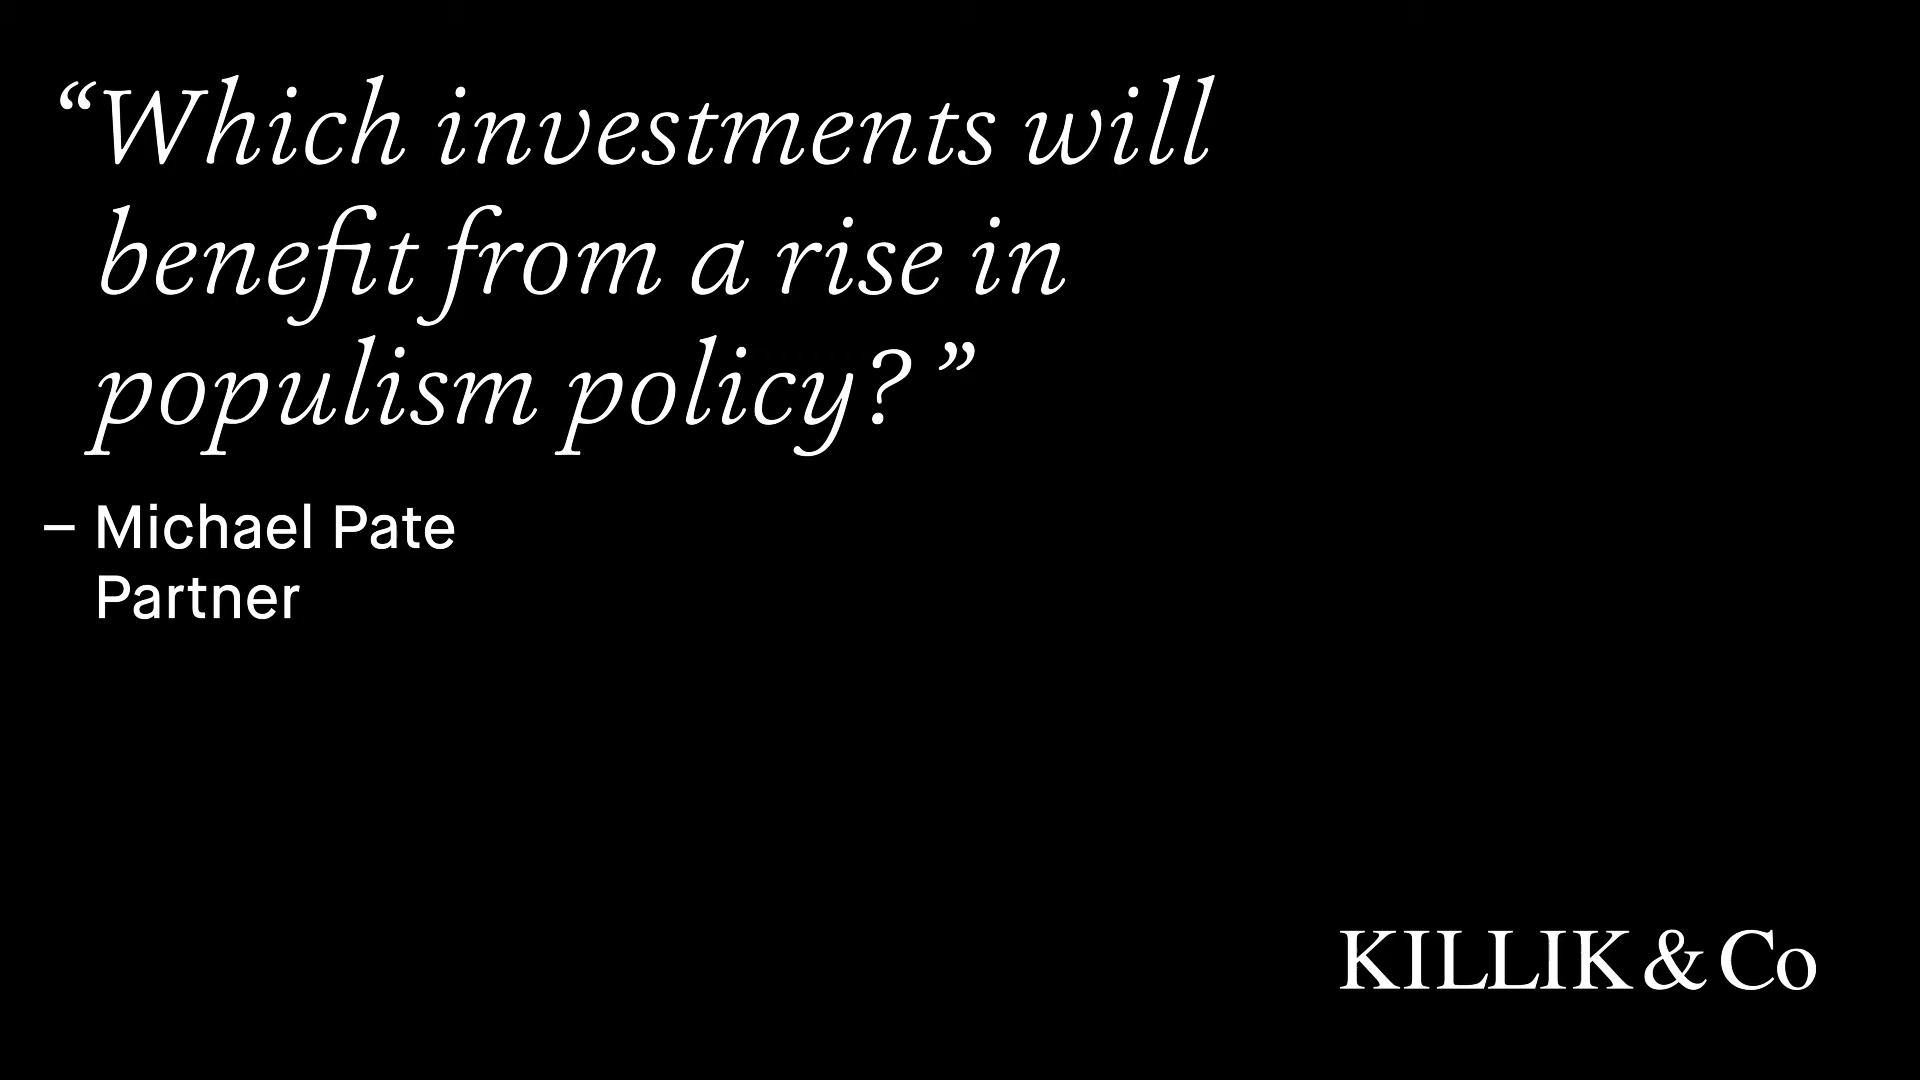 “Which investments will
benefit from a rise in
populism policy?”
– Michael Pate
Partner
KILLIK & Co